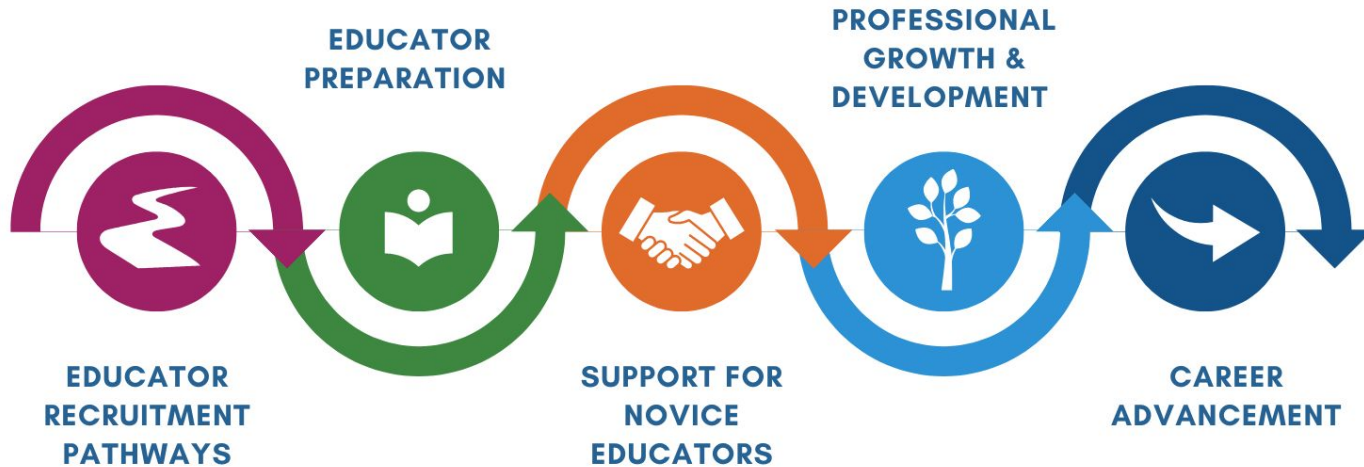 EDUCATOR
RECRUITMENT
PATHWAYS
EDUCATOR
PREPARATION
SUPPORT FOR
NOVICE
EDUCATORS
PROFESSIONAL
GROWTH &
DEVELOPMENT
CAREER
ADVANCEMENT